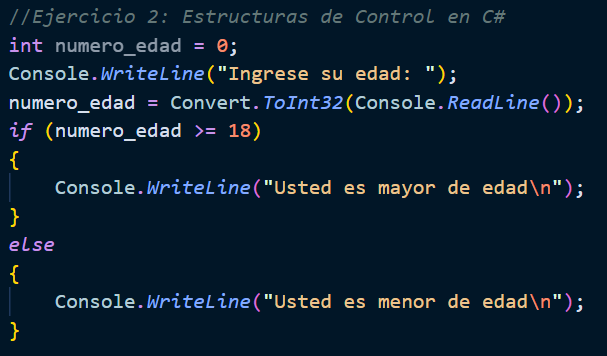 //Ejercicio 2: Estructuras de Control en C#
int numero_edad = 0;
Console.WriteLine("Ingrese su edad: ");
numero_edad = Convert.ToInt32(Console.ReadLine());
if (numero_edad >= 18)
{
    Console.WriteLine("Usted es mayor de edad\n");
}
else
{
    Console.WriteLine("Usted es menor de edad\n");
}